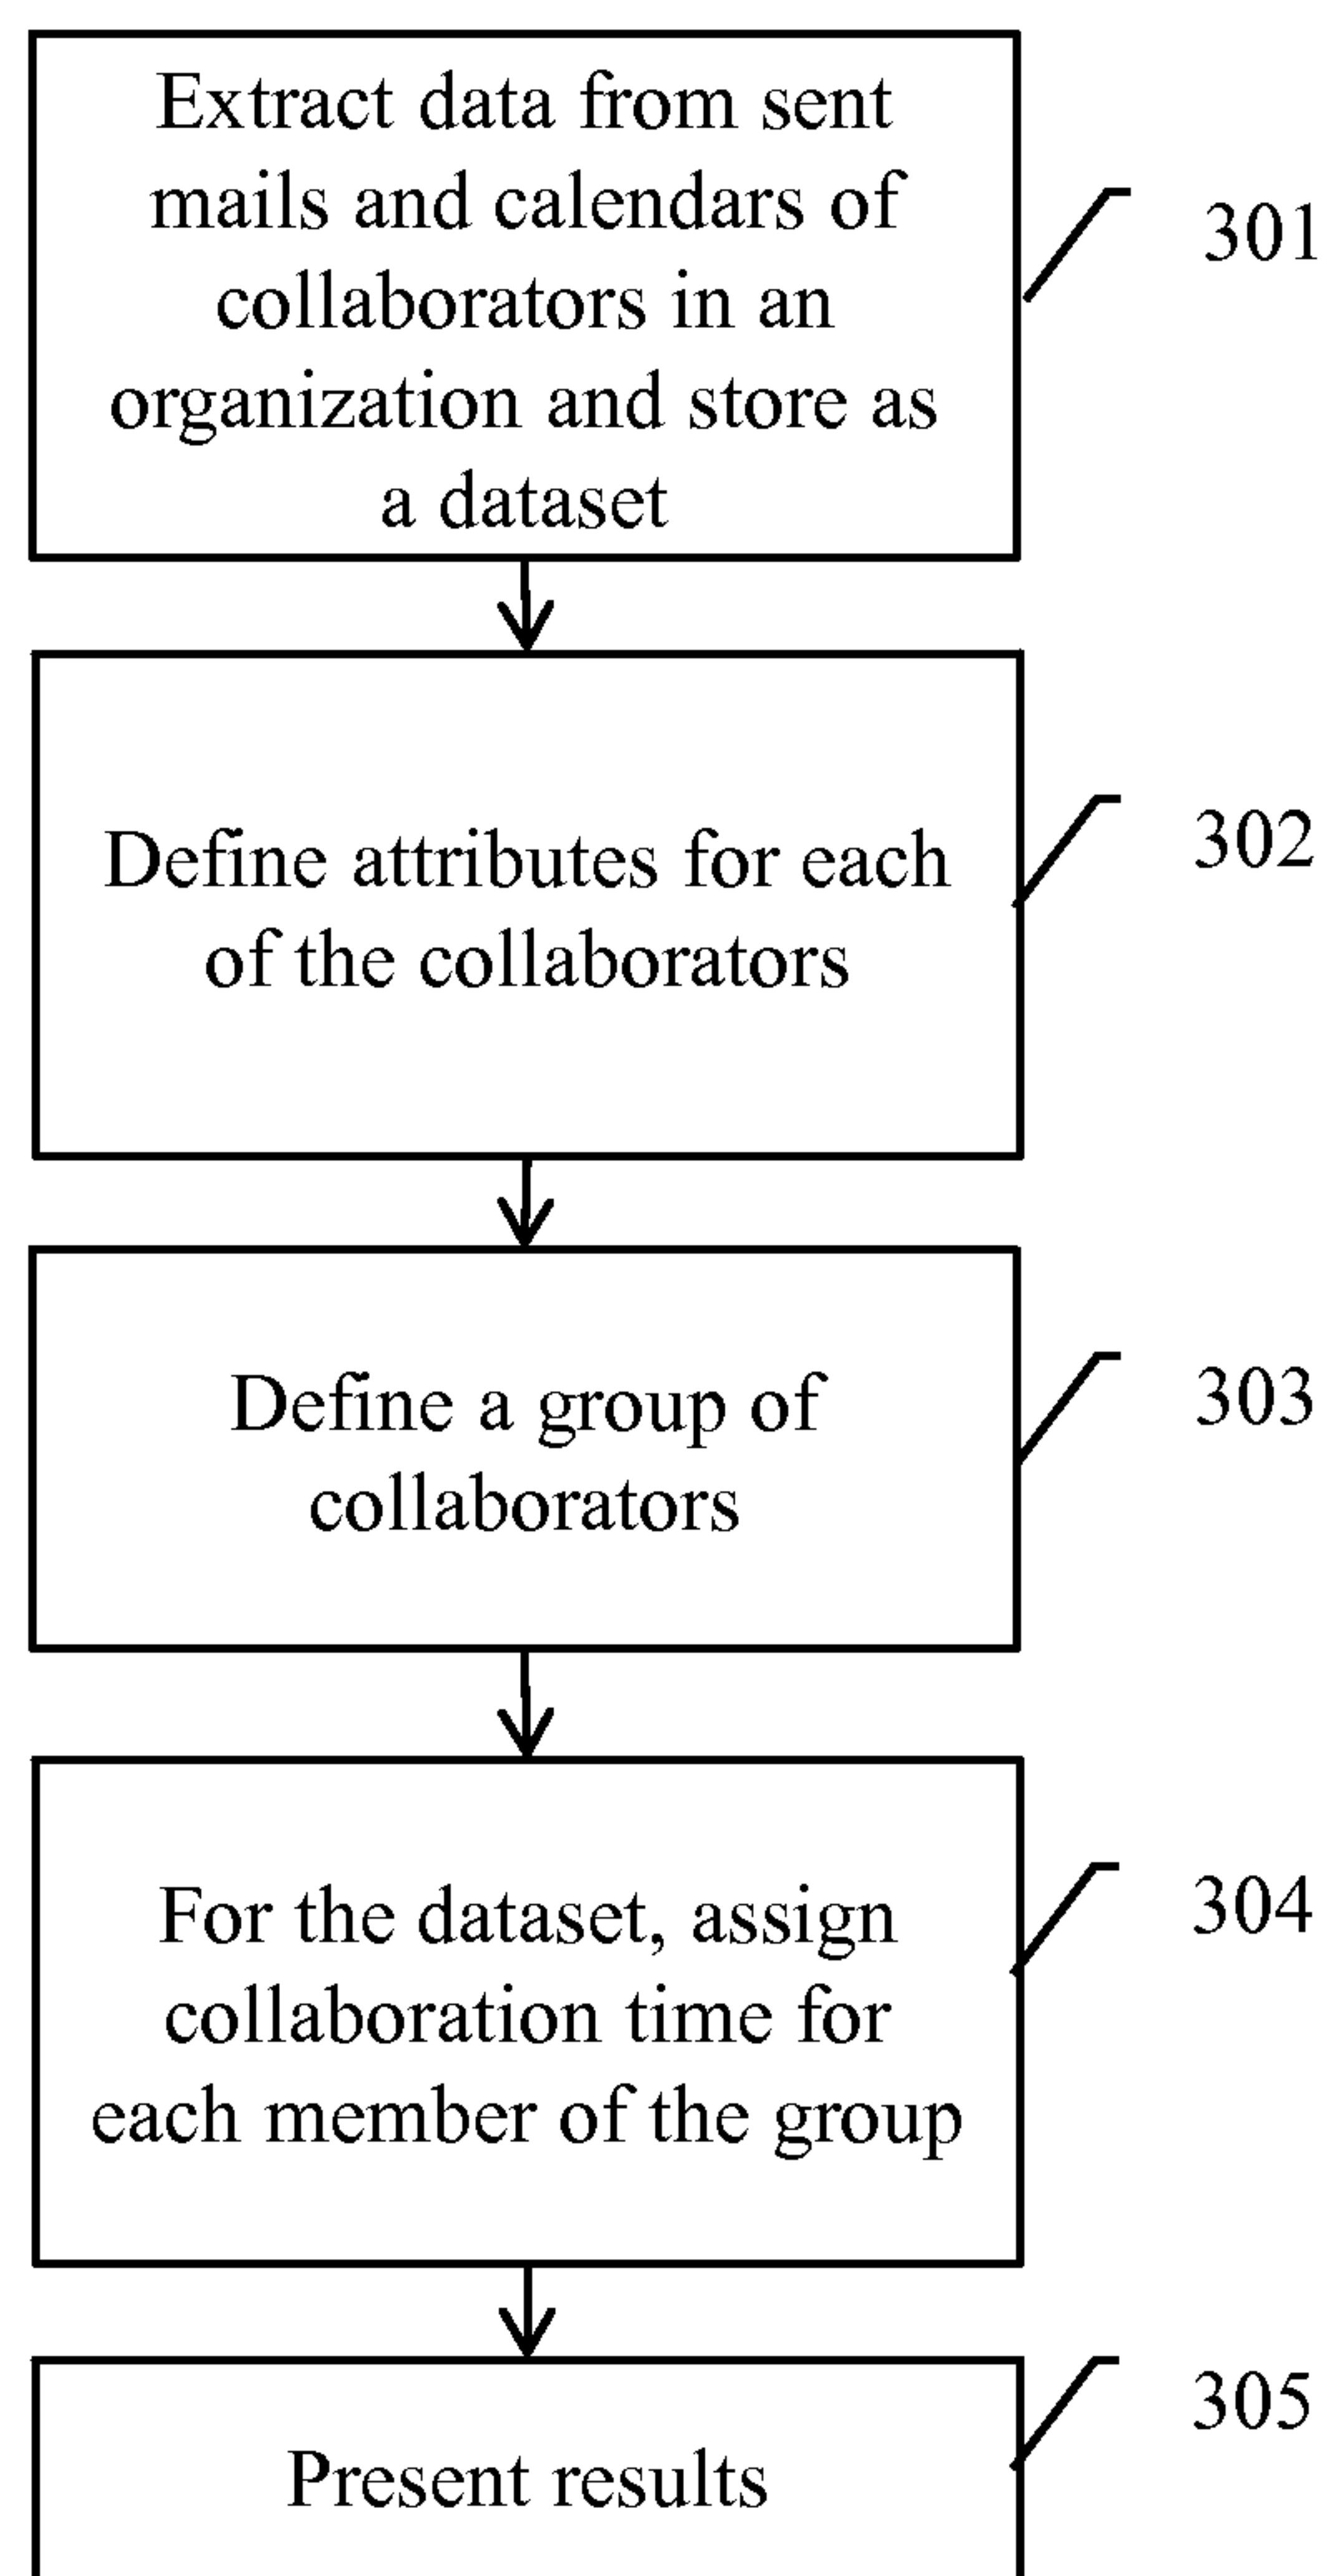 Extract data from sent
mails and calendars of
collaborators in an
organization and store as
a dataset
301
Define attributes for each
of the collaborators
302
Define a group of
collaborators
303
For the dataset, assign
collaboration time for
each member of the group
304
Present results
305